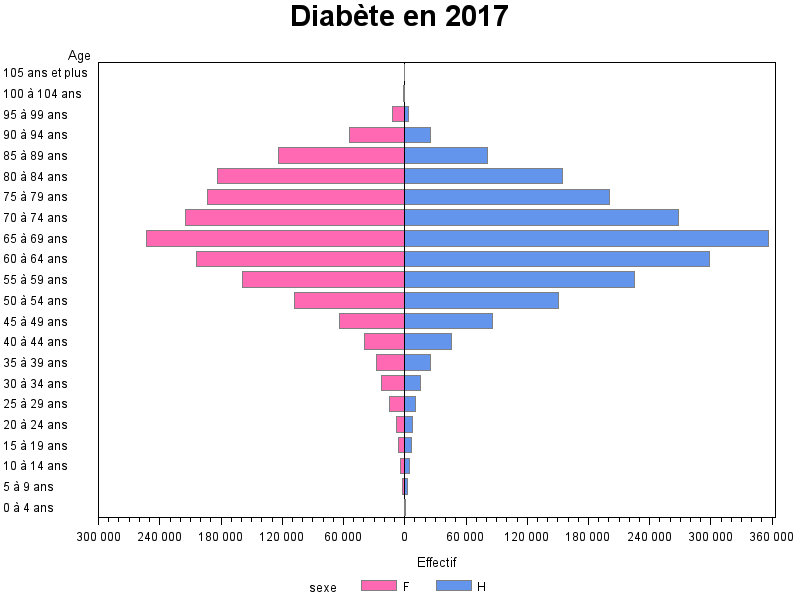 Diabète en 2017
Age
105 ans et plus
100 à 104 ans
95 à 99 ans
90 à 94 ans
85 à 89 ans
80 à 84 ans
75 à 79 ans
70 à 74 ans
65 à 69 ans
60 à 64 ans
55 à 59 ans
50 à 54 ans
45 à 49 ans
40 à 44 ans
35 à 39 ans
30 à 34 ans
25 à 29 ans
20 à 24 ans
15 à 19 ans
10 à 14 ans
5 à 9 ans
0 à 4 ans
300 000 240 000 180 000 120 000 60 000 0 60 000 120 000 180 000 240 000 300 000 360 000
Effectif
sexe F H